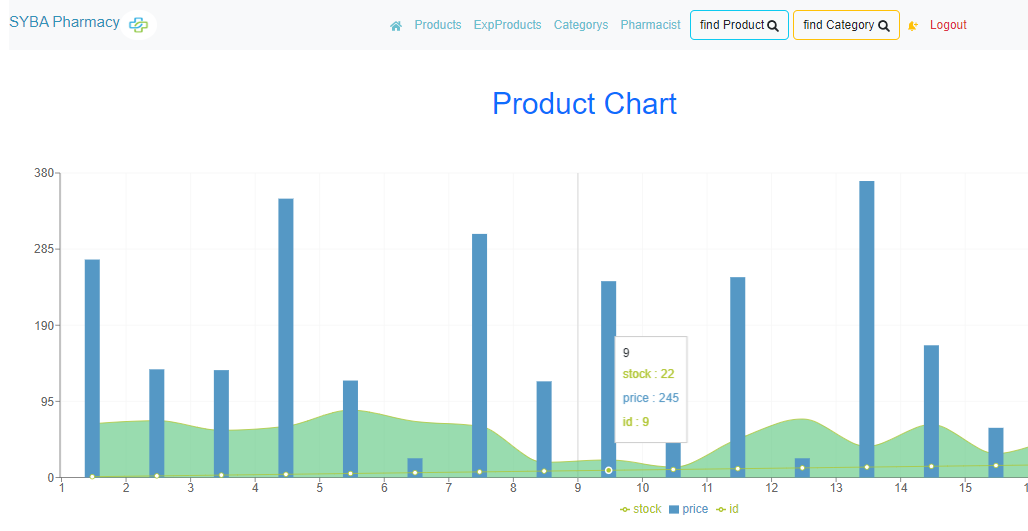 SYBA Pharmacy
Products ExpProducts Categorys Pharmacist find Product find Category Logout
Product Chart
380
285
190
95
0
9
stock : 22
price : 245
id : 9
1 2 3 4 5 6 7 8 9 10 11 12 13 14 15
stock price id